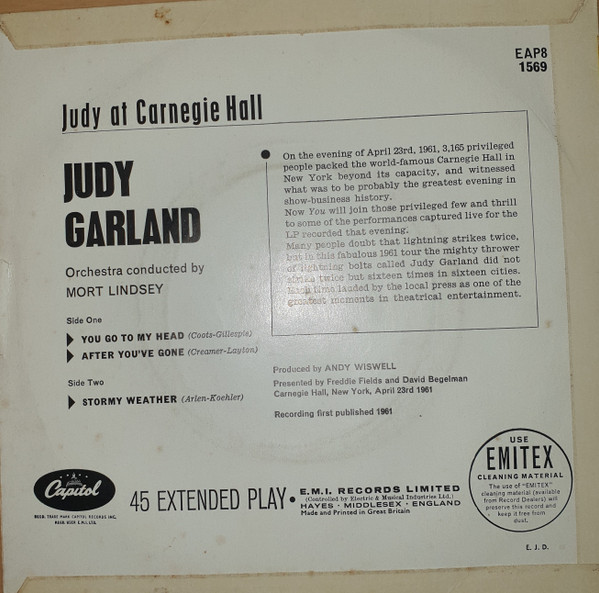 EAP8
1569
Judy at Carnegie Hall
JUDY
GARLAND
Orchestra conducted by
MORT LINDSEY
Side One
YOU GO TO MY HEAD (Coots-Gillespie)
AFTER YOU'VE GONE (Creamer-Layton)
Side Two
STORMY WEATHER (Arlen-Koehler)
On the evening of April 23rd, 1961, 3,165 privileged
people packed the world-famous Carnegie Hall in
New York beyond its capacity, and witnessed
what was to be probably the greatest evening in
show-business history.
Now You will join those privileged few and thrill
to some of the performances captured live for the
LP recorded that evening.
Many people doubt that lightning strikes twice,
but in this fabulous 1961 tour the mighty thrower
of lightning bolts called Judy Garland did not
strike twice but sixteen times in sixteen cities.
Each time lauded by the local press as one of the
greatest moments in theatrical entertainment.
Produced by ANDY WISWELL
Presented by Freddie Fields and David Begelman
Carnegie Hall, New York, April 23rd 1961
Recording first published 1961
Capitol
REGD. TRADE MARK CAPITOL RECORDS INC.
REGD. USER E.M.I. LTD.
45 EXTENDED PLAY •
E.M.I. RECORDS LIMITED
(Controlled by Electric & Musical Industries Ltd.)
HAYES · MIDDLESEX · ENGLAND
Made and Printed in Great Britain
USE
EMITEX
CLEANING MATERIAL
The use of "EMITEX"
cleaning material (available
from Record Dealers) will
preserve this record and
keep it free from
dust.
E. J. D.